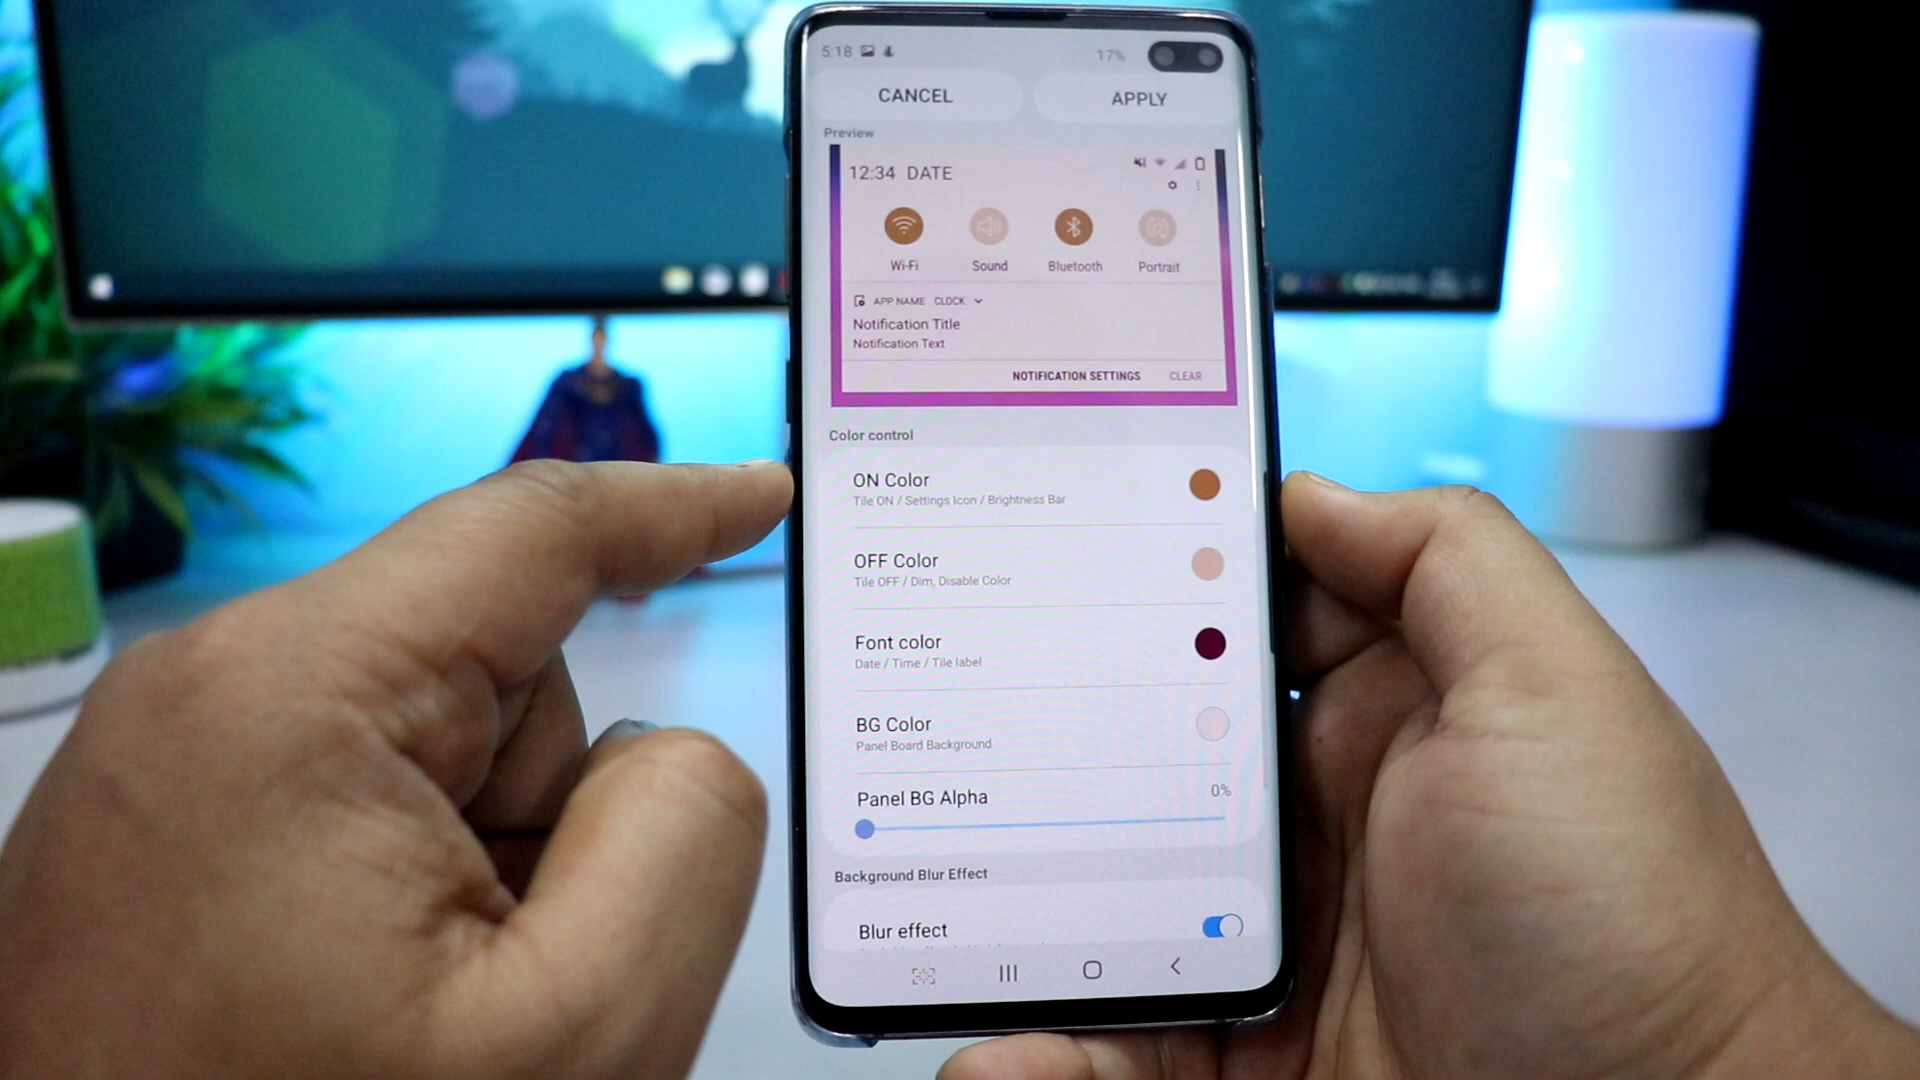 5:18
17%
CANCEL
APPLY
Preview
12:34 DATE
Wi-Fi
Sound
Bluetooth
Portrait
APP NAME CLOCK
Notification Title
Notification Text
NOTIFICATION SETTINGS
CLEAR
Color control
ON Color
Tile ON / Settings Icon / Brightness Bar
OFF Color
Tile OFF / Dim, Disable Color
Font color
Date / Time / Tile label
BG Color
Panel Board Background
Panel BG Alpha
0%
Background Blur Effect
Blur effect